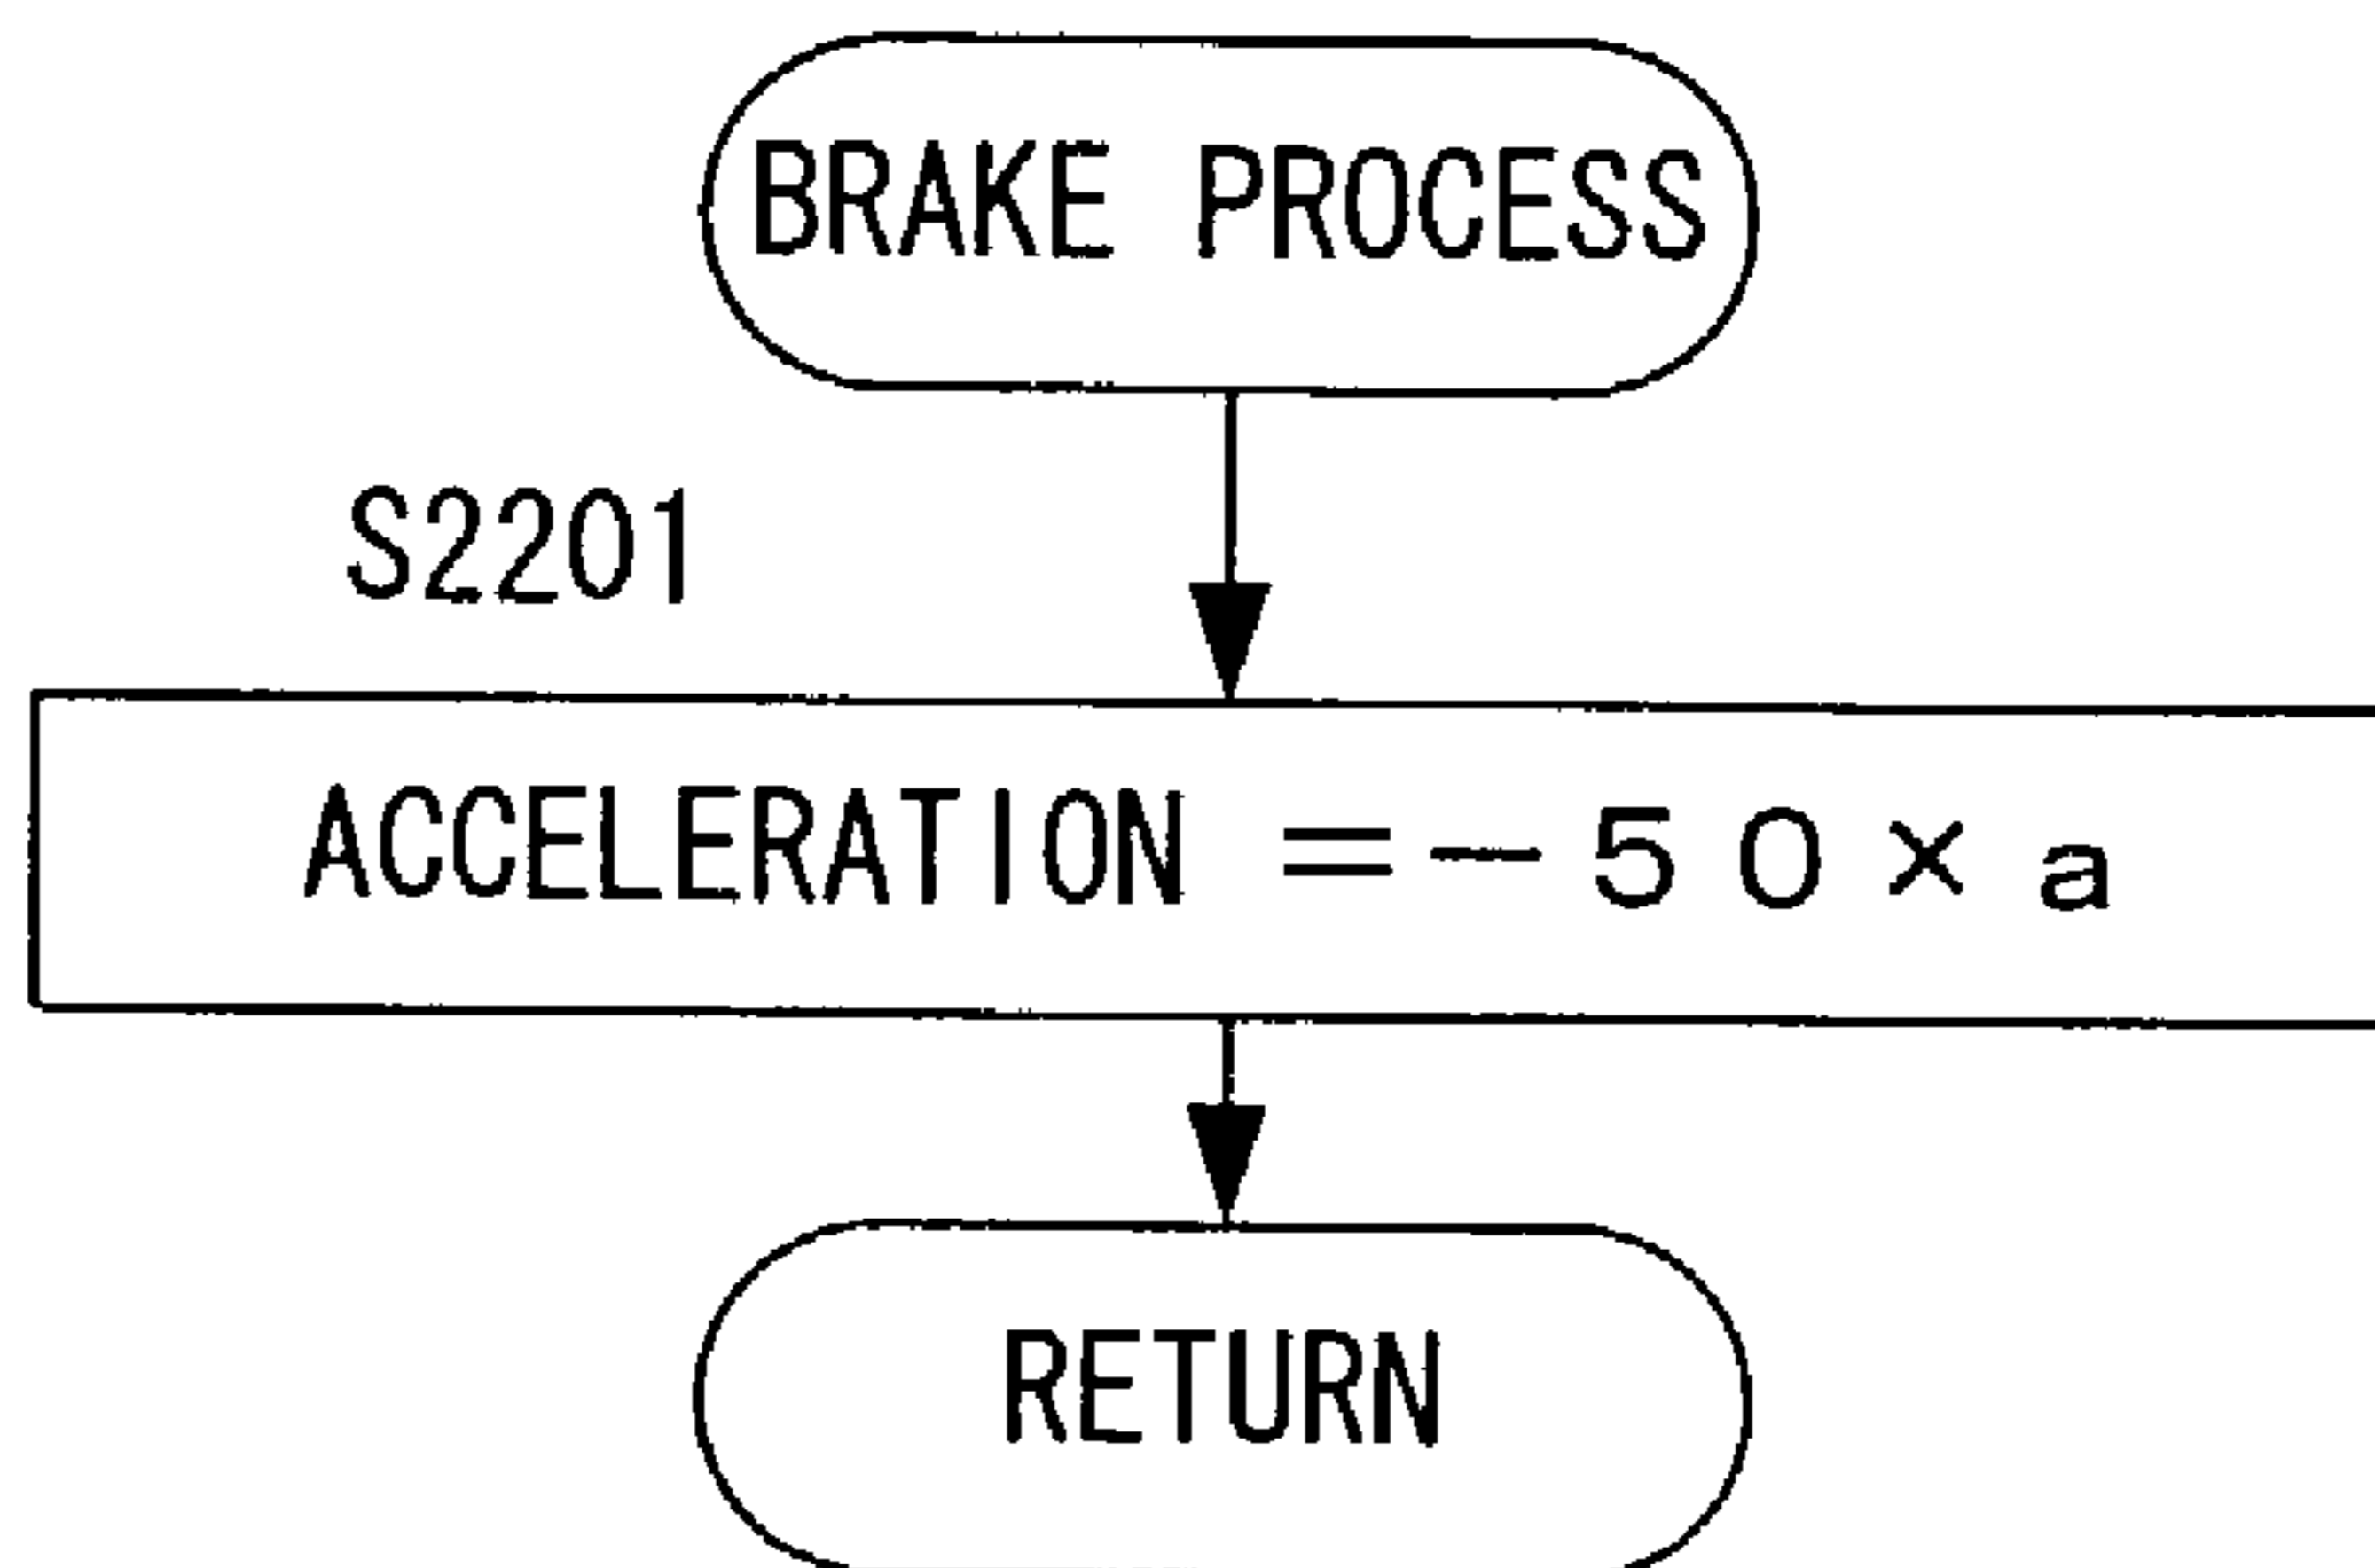 BRAKE PROCESS
S2201
ACCELERATION =－５０×a
RETURN